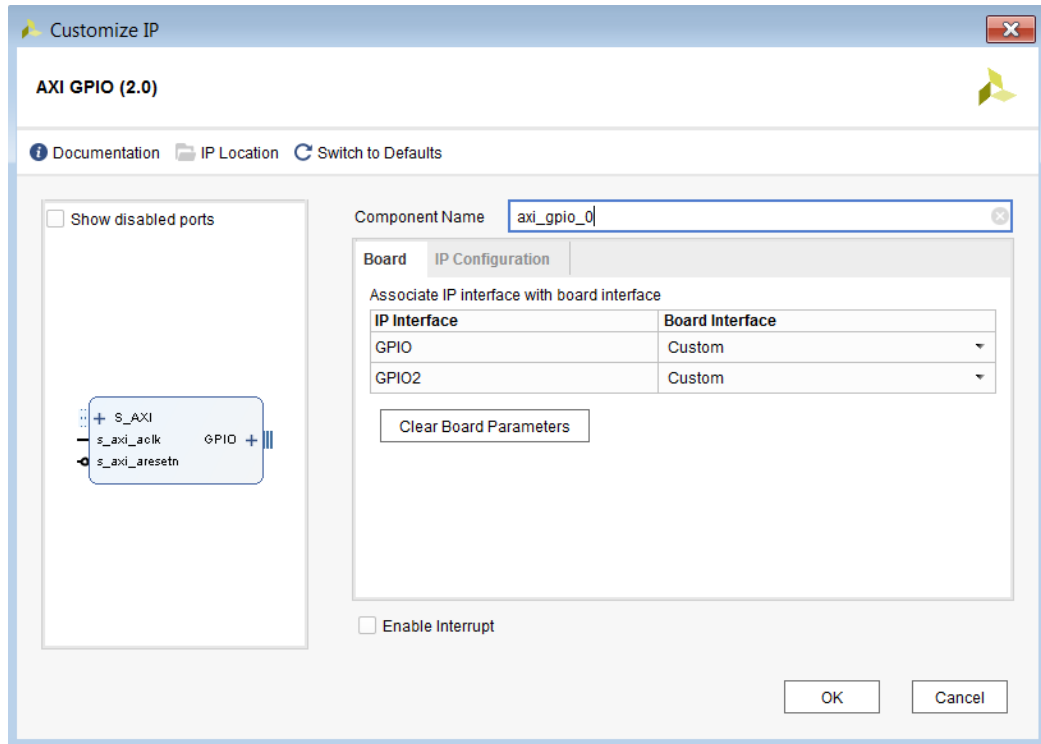 Customize IP
AXI GPIO (2.0)
Documentation IP Location Switch to Defaults
Show disabled ports
Component Name axi_gpio_0
Board IP Configuration
Associate IP interface with board interface
IP Interface Board Interface
GPIO Custom
GPIO2 Custom
Clear Board Parameters
S_AXI
s_axi_aclk GPIO
s_axi_aresetn
Enable Interrupt
OK Cancel